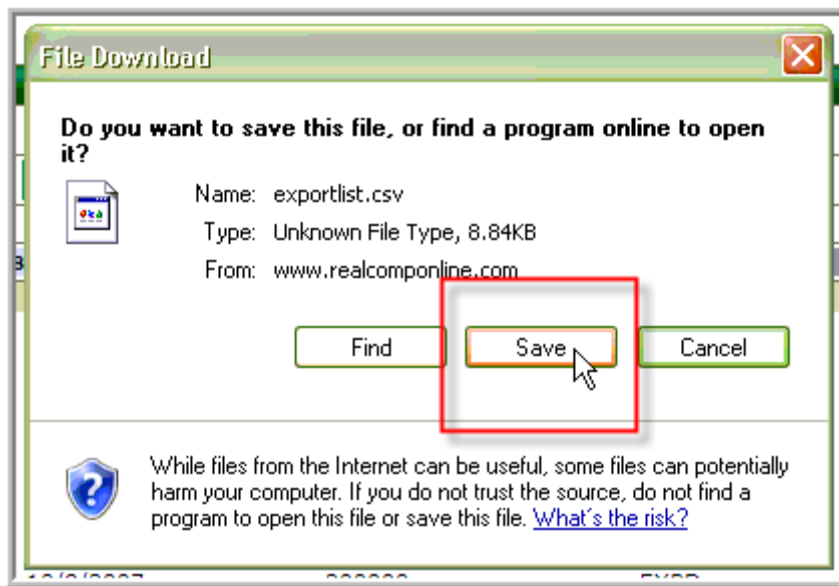 File Download
Do you want to save this file, or find a program online to open
it?
Name: exportlist.csv
Type: Unknown File Type, 8.84KB
From: www.realcomponline.com
Find Save Cancel
While files from the Internet can be useful, some files can potentially
harm your computer. If you do not trust the source, do not find a
program to open this file or save this file. What's the risk?